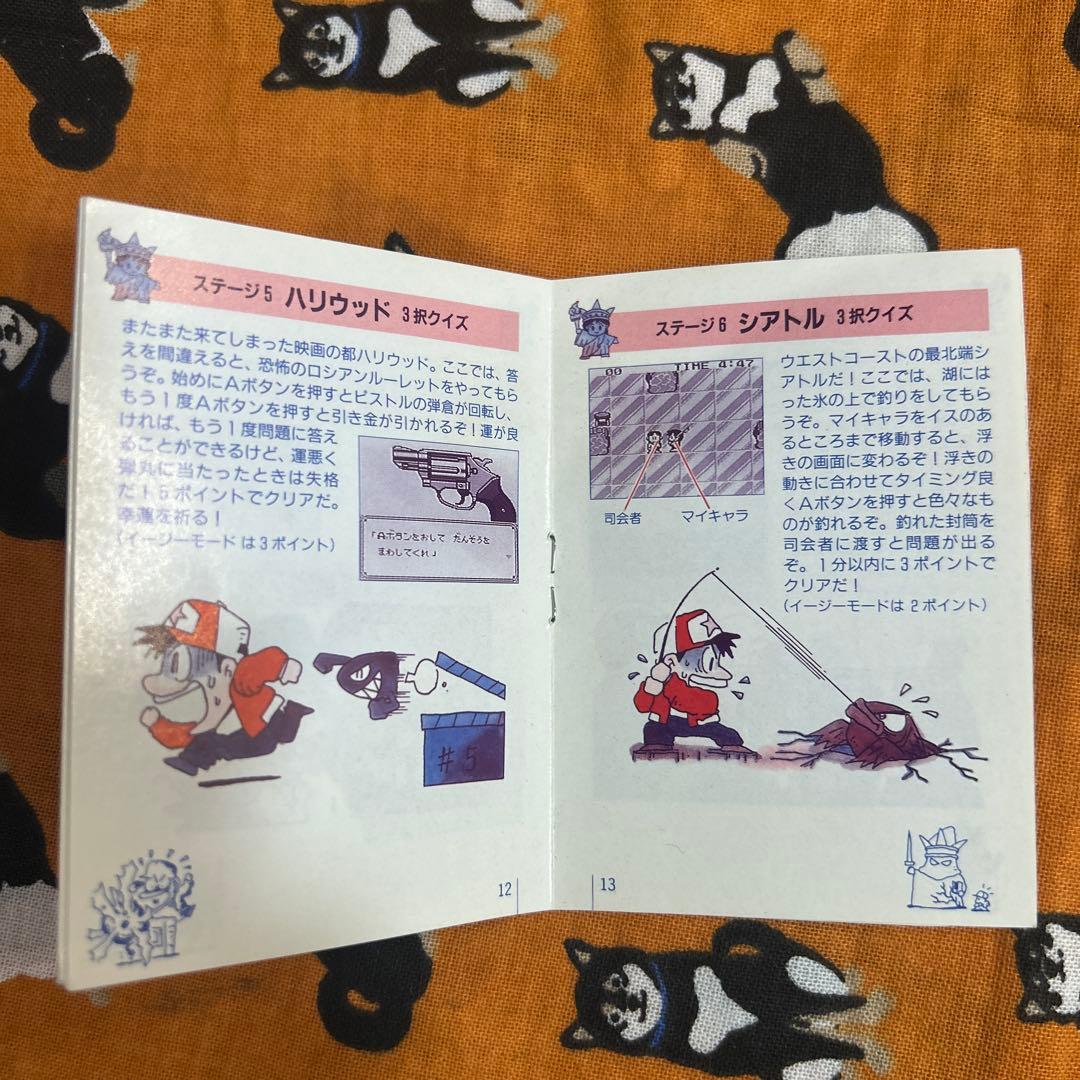 ステージ5 ハリウッド 3択クイズ
またまた来てしまった映画の都ハリウッド。ここでは、答
えを間違えると、恐怖のロシアンルーレットをやってもら
うぞ。始めにAボタンを押すとピストルの弾倉が回転し、
もう1度Aボタンを押すと引き金が引かれるぞ!運が良
ければ、もう1度問題に答え
ることができるけど、運悪く
弾丸に当たったときは失格
だ!5ポイントでクリアだ。
幸運を祈る!
(イージーモードは3ポイント)
「Aボタンをおして だんそうを
まわしてくれ」
#5
12
ステージ6 シアトル 3択クイズ
00 TIME 4:47
司会者 マイキャラ
ウエストコーストの最北端シ
アトルだ!ここでは、湖には
った氷の上で釣りをしてもら
うぞ。マイキャラをイスのあ
るところまで移動すると、浮
きの画面に変わるぞ!浮きの
動きに合わせてタイミング良
くAボタンを押すと色々なも
のが釣れるぞ。釣れた封筒を
司会者に渡すと問題が出る
ぞ。1分以内に3ポイントで
クリアだ!
(イージーモードは2ポイント)
13